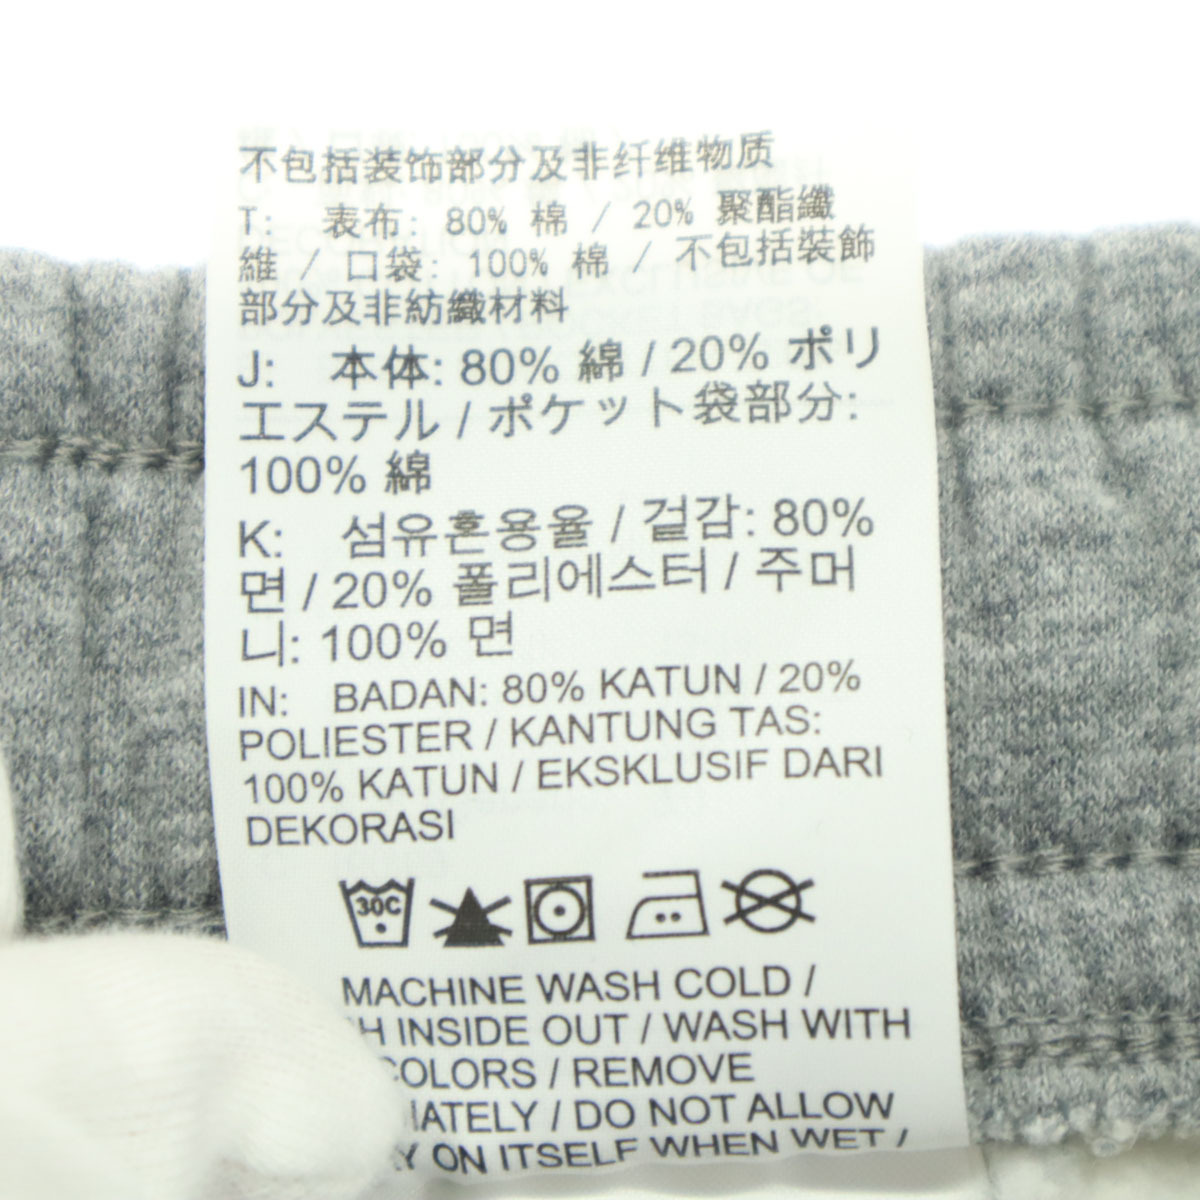 不包括装饰部分及非纤维物质
T: 表布: 80% 棉 / 20% 聚酯纖
維 / 口袋: 100% 棉 / 不包括裝飾
部分及非紡織材料
J: 本体: 80% 綿 / 20% ポリ
エステル / ポケット袋部分:
100% 綿
K: 섬유혼용율 / 겉감: 80%
면 / 20% 폴리에스터 / 주머
니: 100% 면
IN: BADAN: 80% KATUN / 20%
POLIESTER / KANTUNG TAS:
100% KATUN / EKSKLUSIF DARI
DEKORASI
30C
MACHINE WASH COLD /
INSIDE OUT / WASH WITH
COLORS / REMOVE
/ DO NOT ALLOW
ON ITSELF WHEN WET /